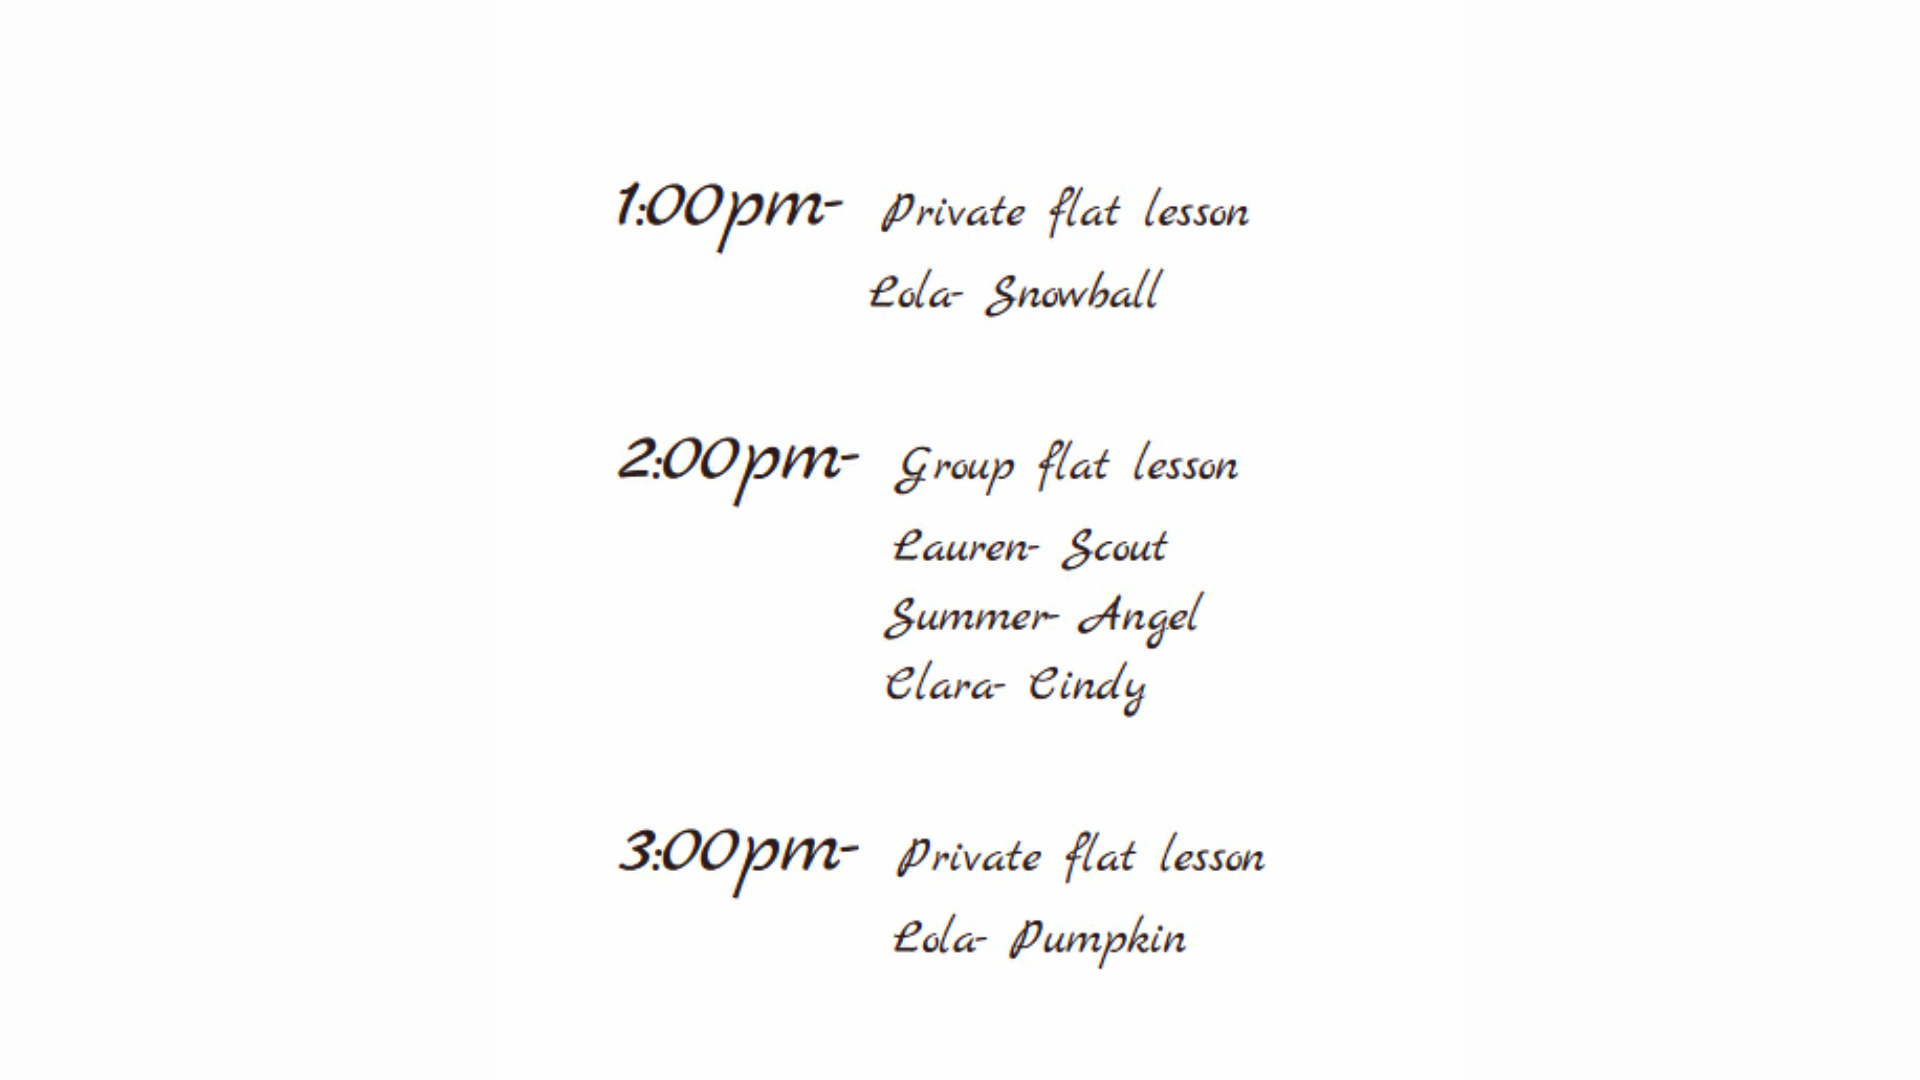 1:00pm- Private flat lesson
Lola- Snowball
2:00pm- Group flat lesson
Lauren- Scout
Summer- Angel
Clara- Cindy
3:00pm- Private flat lesson
Lola- Pumpkin